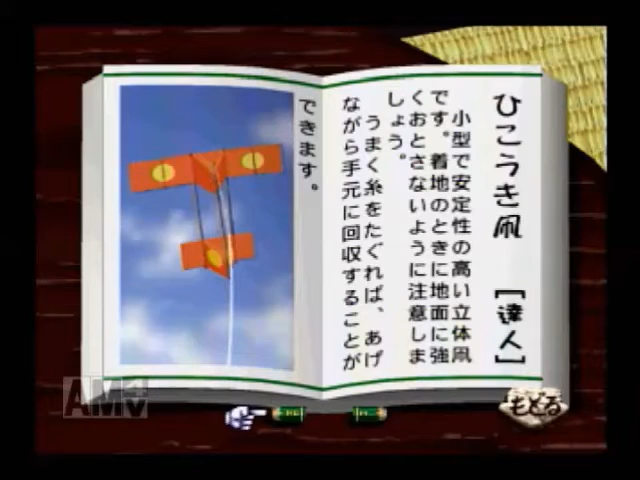 ひこうき凧　［達人］
小型で安定性の高い立体凧
です。着地のときに地面に強
くおとさないように注意しま
しょう。
うまく糸をたぐれば、あげ
ながら手元に回収することが
できます。
もどる
AMV4